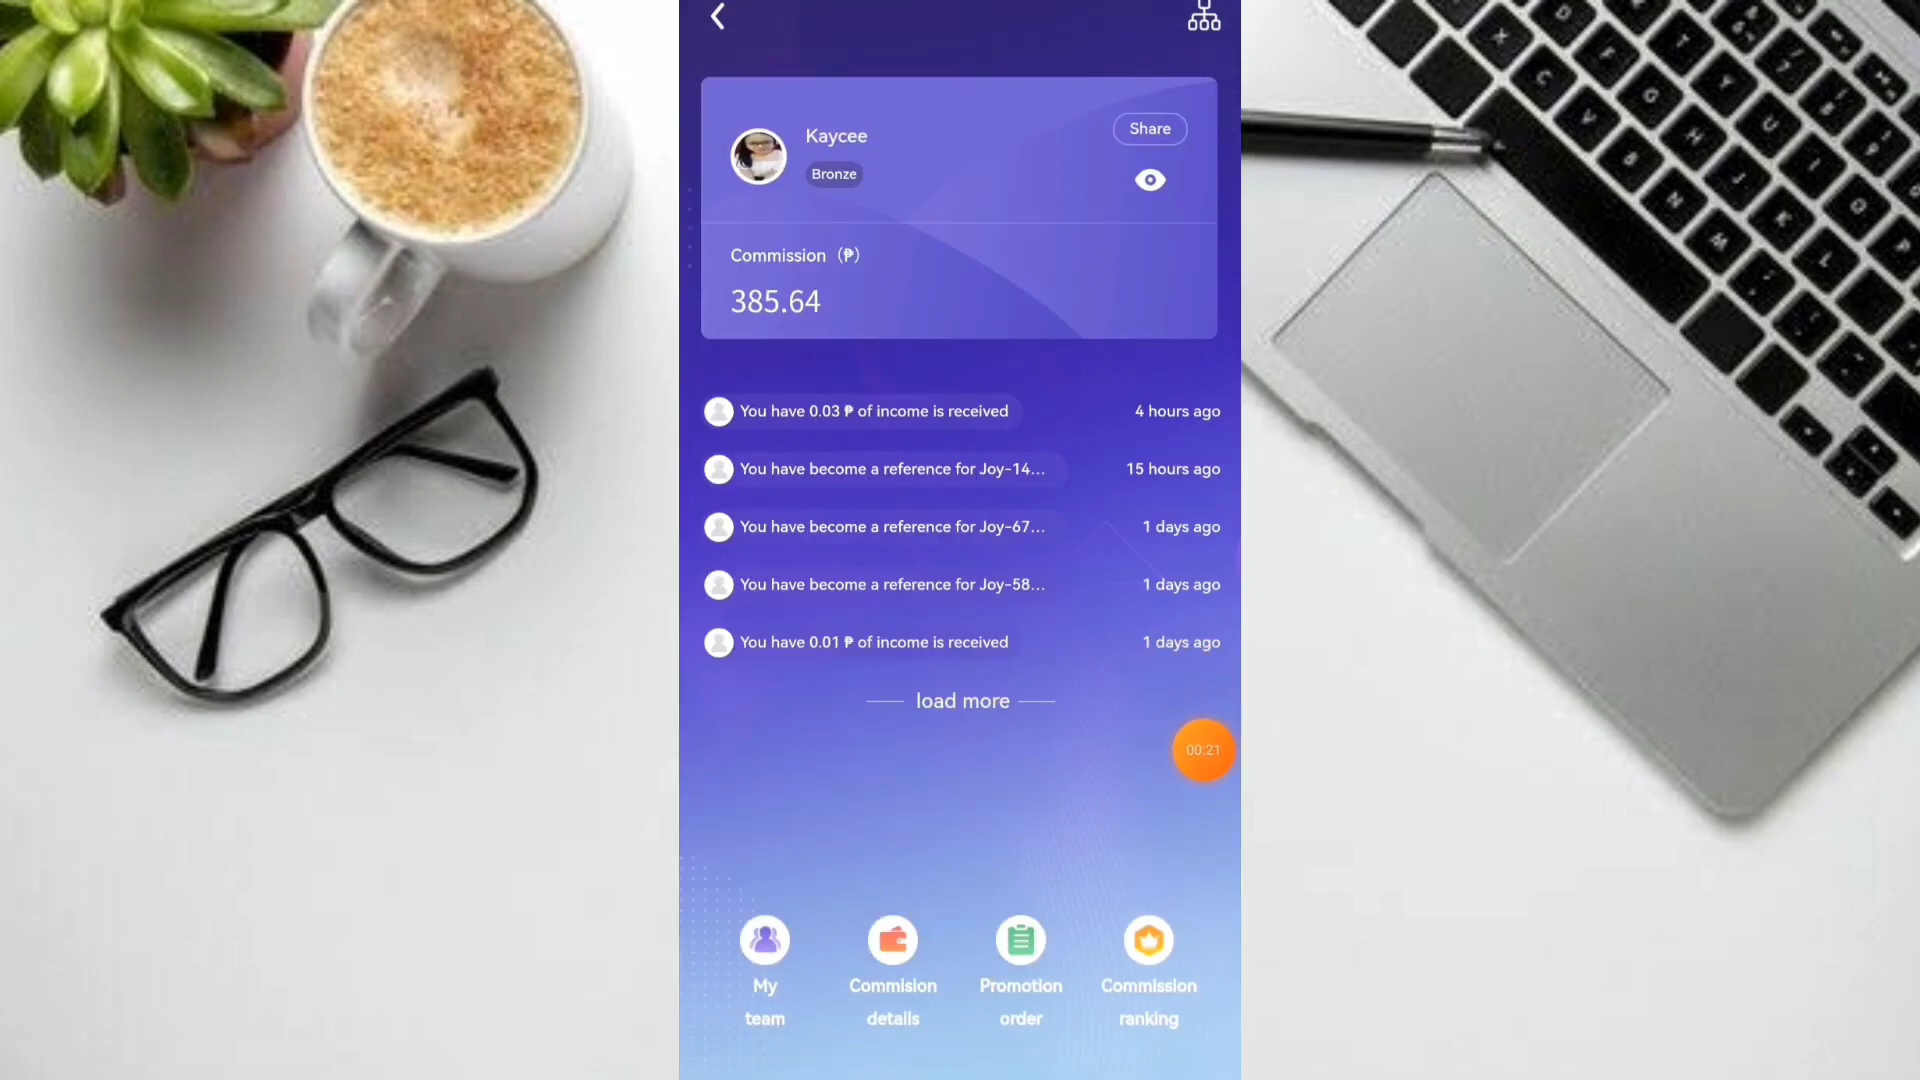 Kaycee
Share
Bronze
Commission (₱)
385.64
You have 0.03 ₱ of income is received 4 hours ago
You have become a reference for Joy-14... 15 hours ago
You have become a reference for Joy-67... 1 days ago
You have become a reference for Joy-58... 1 days ago
You have 0.01 ₱ of income is received 1 days ago
load more
00:21
My team
Commision details
Promotion order
Commission ranking